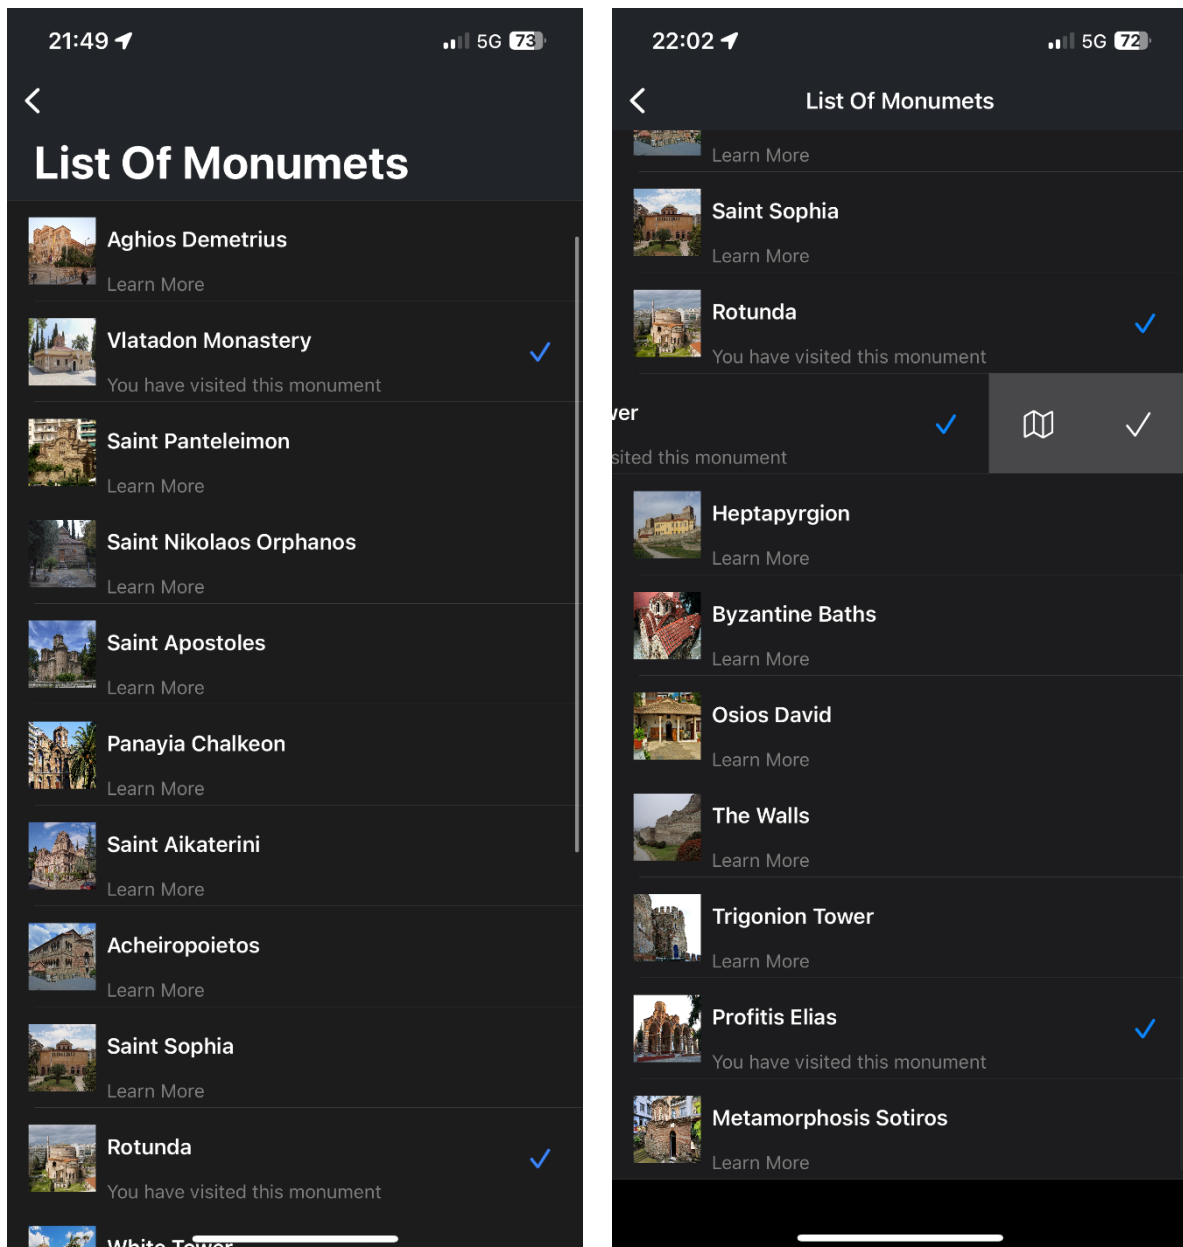 21:49
5G 73
List Of Monumets
Aghios Demetrius
Learn More
Vlatadon Monastery
You have visited this monument
Saint Panteleimon
Learn More
Saint Nikolaos Orphanos
Learn More
Saint Apostoles
Learn More
Panayia Chalkeon
Learn More
Saint Aikaterini
Learn More
Acheiropoietos
Learn More
Saint Sophia
Learn More
Rotunda
You have visited this monument
White Tower
22:02
5G 72
List Of Monumets
Learn More
Saint Sophia
Learn More
Rotunda
You have visited this monument
wer
sited this monument
Heptapyrgion
Learn More
Byzantine Baths
Learn More
Osios David
Learn More
The Walls
Learn More
Trigonion Tower
Learn More
Profitis Elias
You have visited this monument
Metamorphosis Sotiros
Learn More